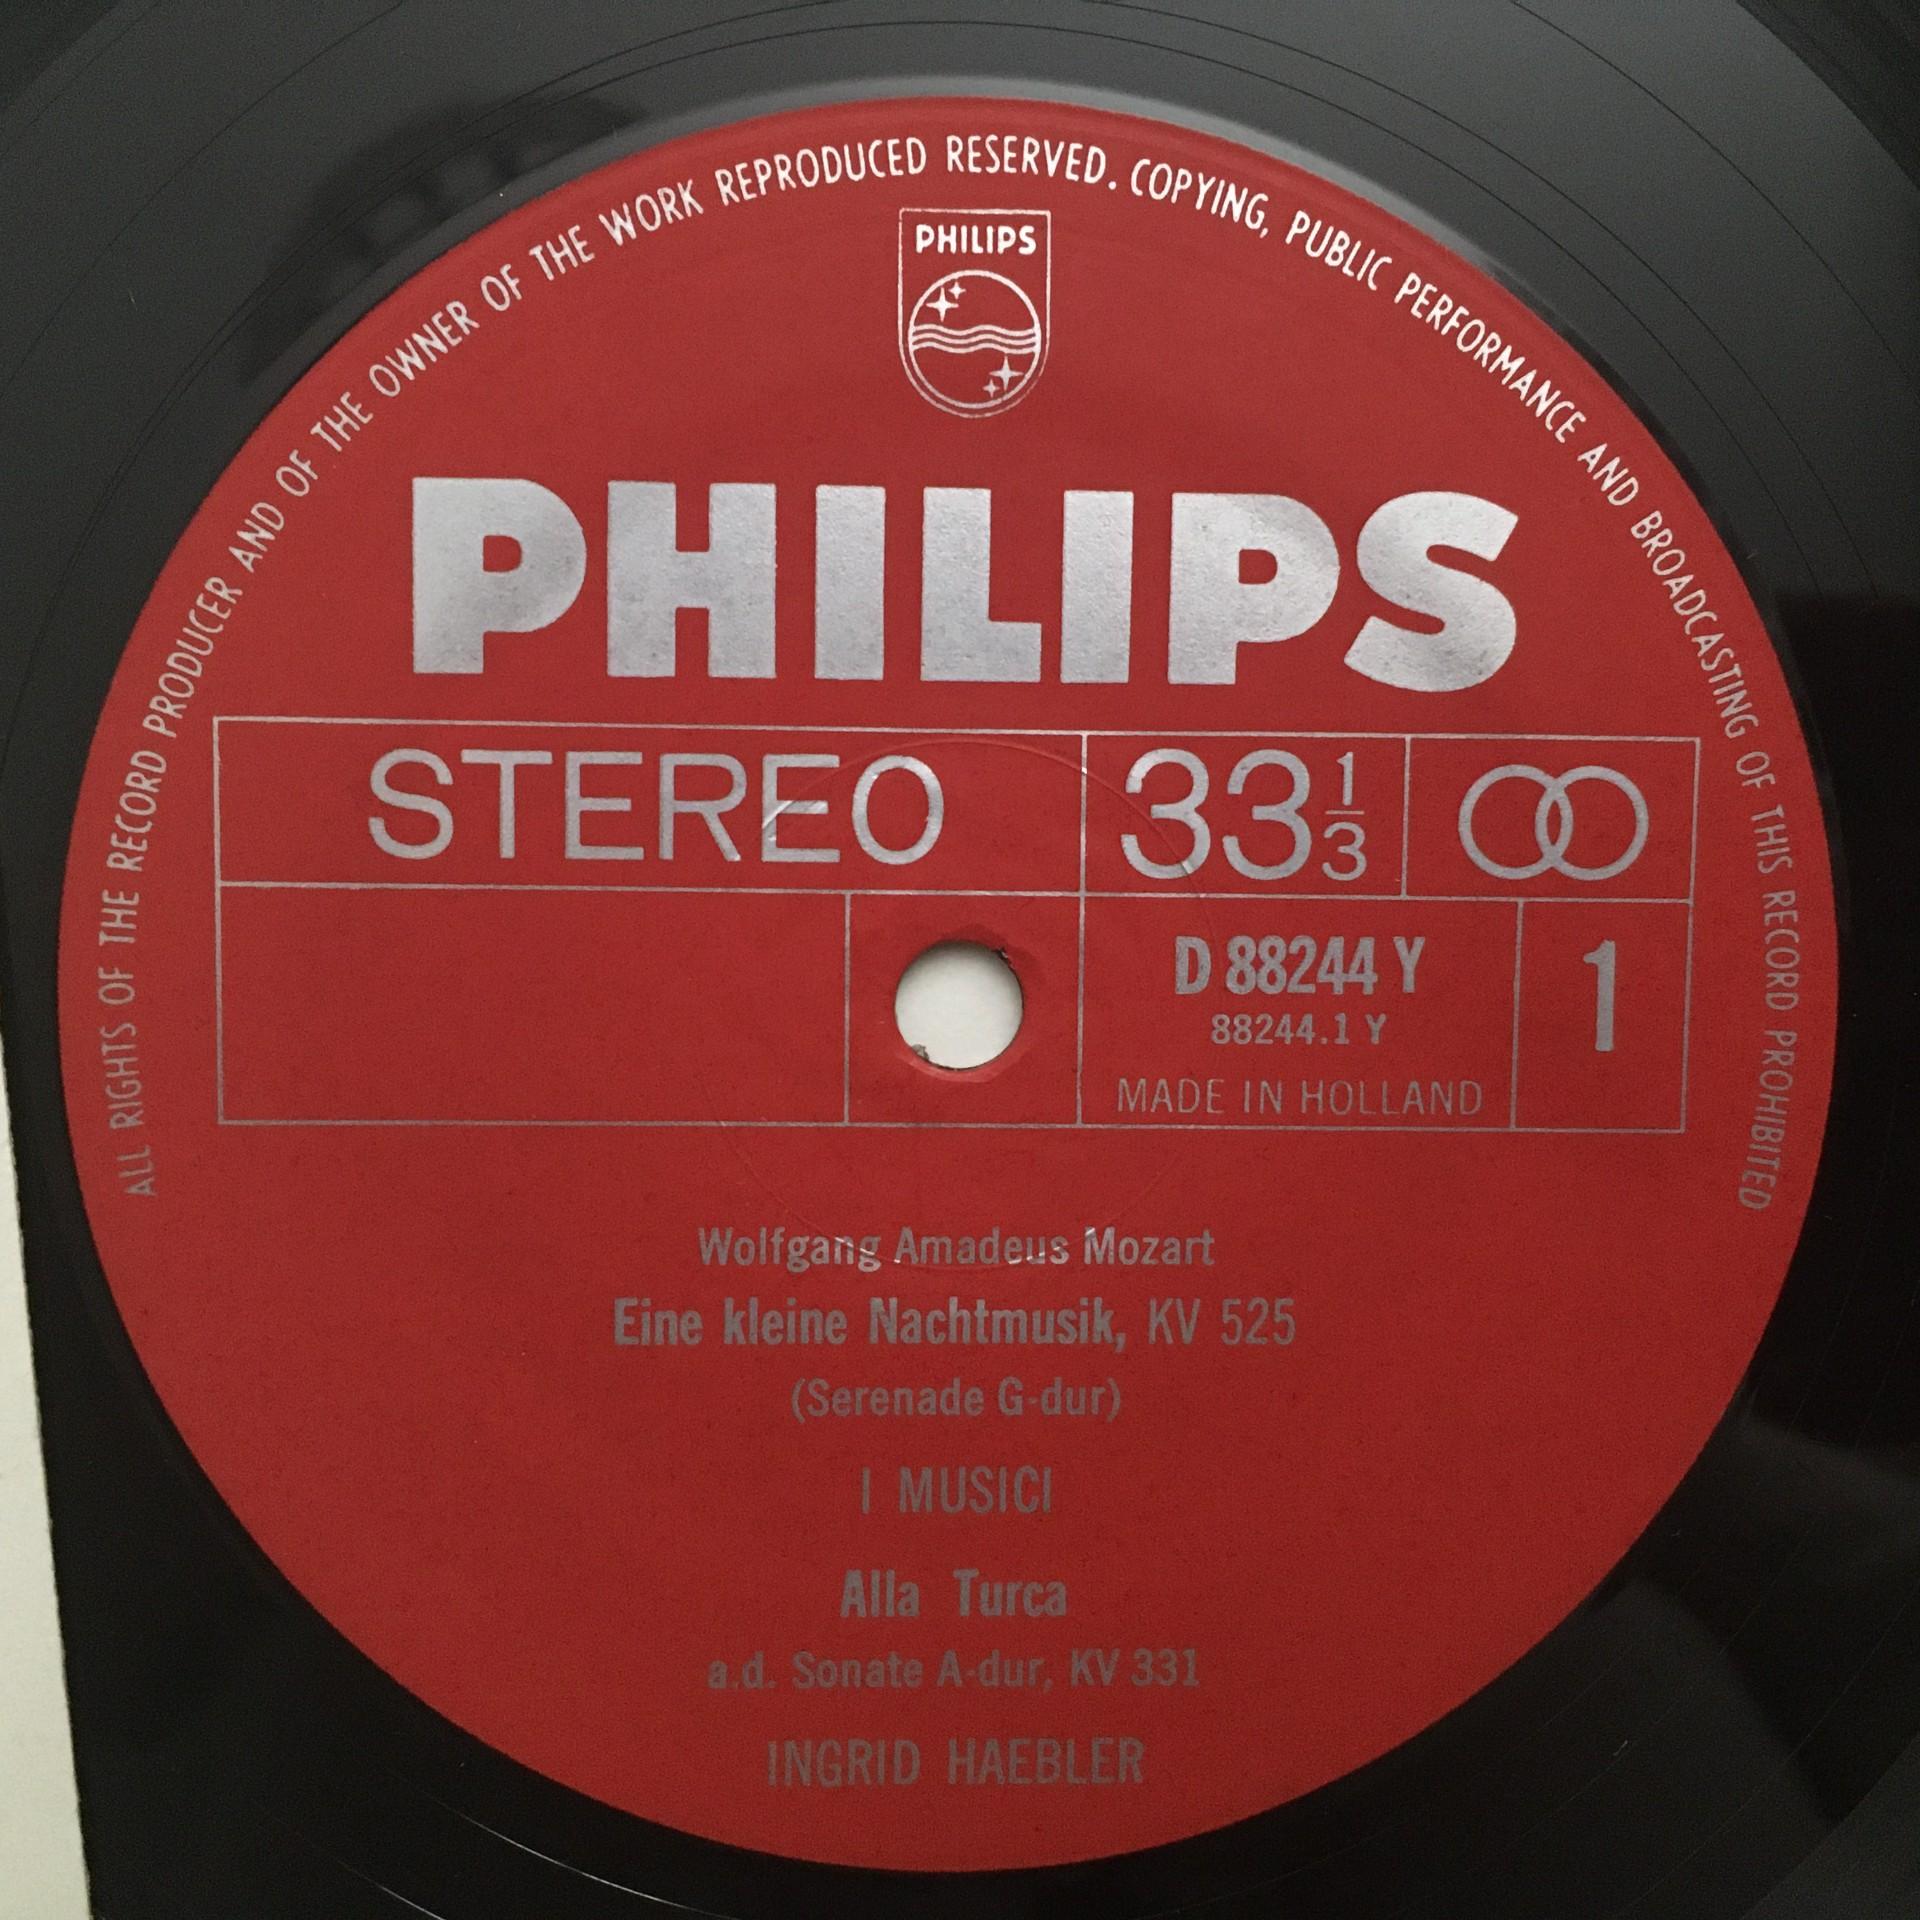 ALL RIGHTS OF THE RECORD PRODUCER AND OF THE OWNER OF THE WORK REPRODUCED RESERVED. COPYING, PUBLIC PERFORMANCE AND BROADCASTING OF THIS RECORD PROHIBITED
PHILIPS
PHILIPS
STEREO 33 1/3
D 88244 Y 1
88244.1 Y
MADE IN HOLLAND
Wolfgang Amadeus Mozart
Eine kleine Nachtmusik, KV 525
(Serenade G-dur)
I MUSICI
Alla Turca
a.d. Sonate A-dur, KV 331
INGRID HAEBLER